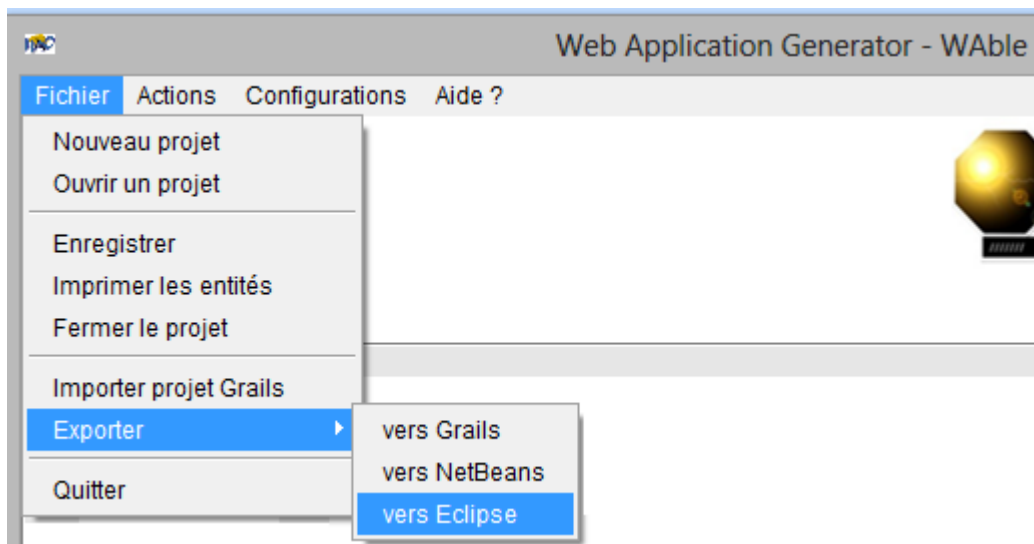 Web Application Generator - WAble
Fichier Actions Configurations Aide ?
Nouveau projet
Ouvrir un projet
Enregistrer
Imprimer les entités
Fermer le projet
Importer projet Grails
Exporter
Quitter
vers Grails
vers NetBeans
vers Eclipse